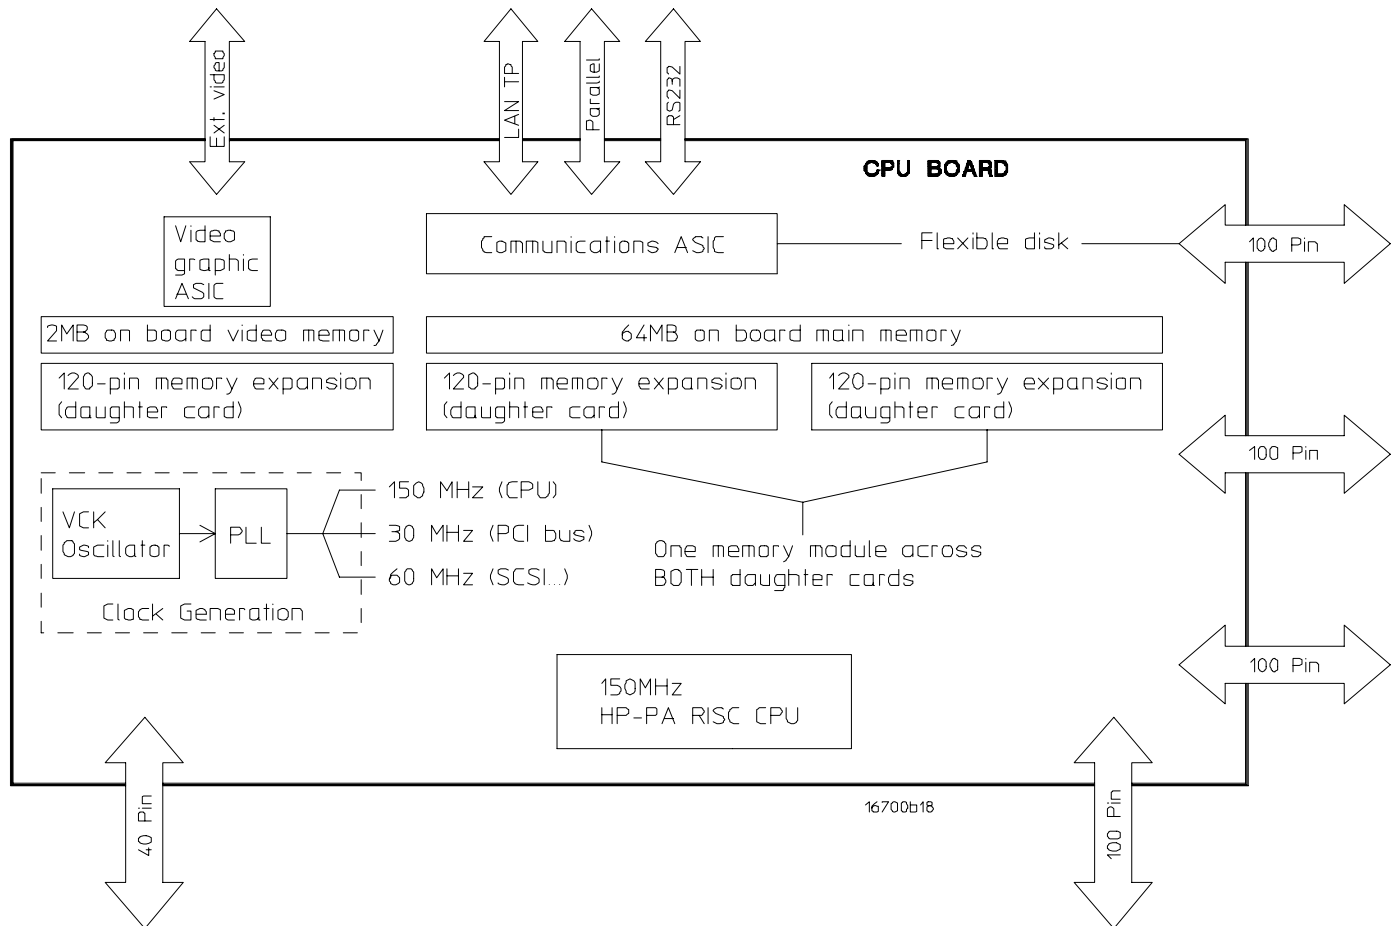 Ext. video
LAN TP
Parallel
RS232
CPU BOARD
Video
graphic
ASIC
Communications ASIC
Flexible disk
100 Pin
2MB on board video memory
64MB on board main memory
120-pin memory expansion
(daughter card)
120-pin memory expansion
(daughter card)
120-pin memory expansion
(daughter card)
100 Pin
VCK
Oscillator
PLL
150 MHz (CPU)
30 MHz (PCI bus)
60 MHz (SCSI...)
Clock Generation
One memory module across
BOTH daughter cards
100 Pin
150MHz
HP-PA RISC CPU
40 Pin
100 Pin
16700b18